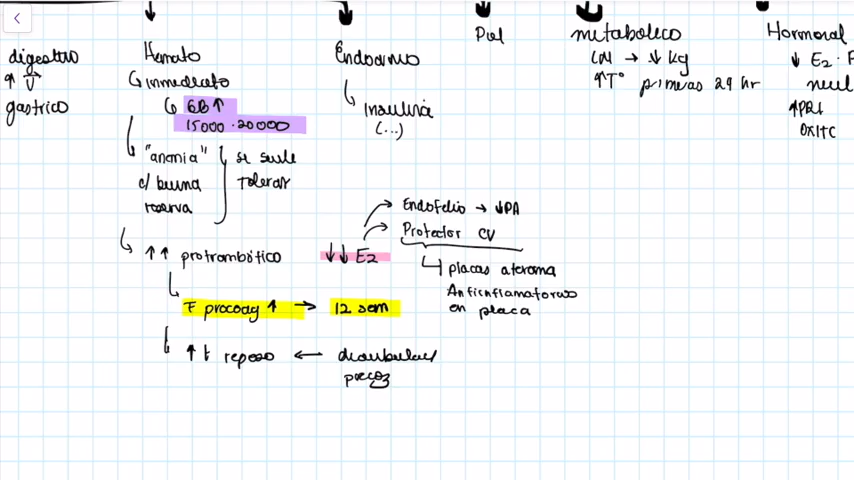 digestivo
↑ V
gastrico
Hemato
↳ inmediato
↳ GB ↑
15000 - 20000
"anemia"
c/ buena
reserva
se suele
tolerar
↳ ↑↑ protrombótico
F procoag ↑ → 12 sem
↑ t reposo ← deambular
precoz
Endocrino
↳ Insulina
(...)
↓↓ E2
Endotelio → ↓PA
Protector CV
↳ placas ateroma
Antiinflamatorio
en placa
Piel
metabolico
→ ↓ kg
↑T° primeras 24 hr
Hormonal
↓ E2 .
↑PRL
OXITC